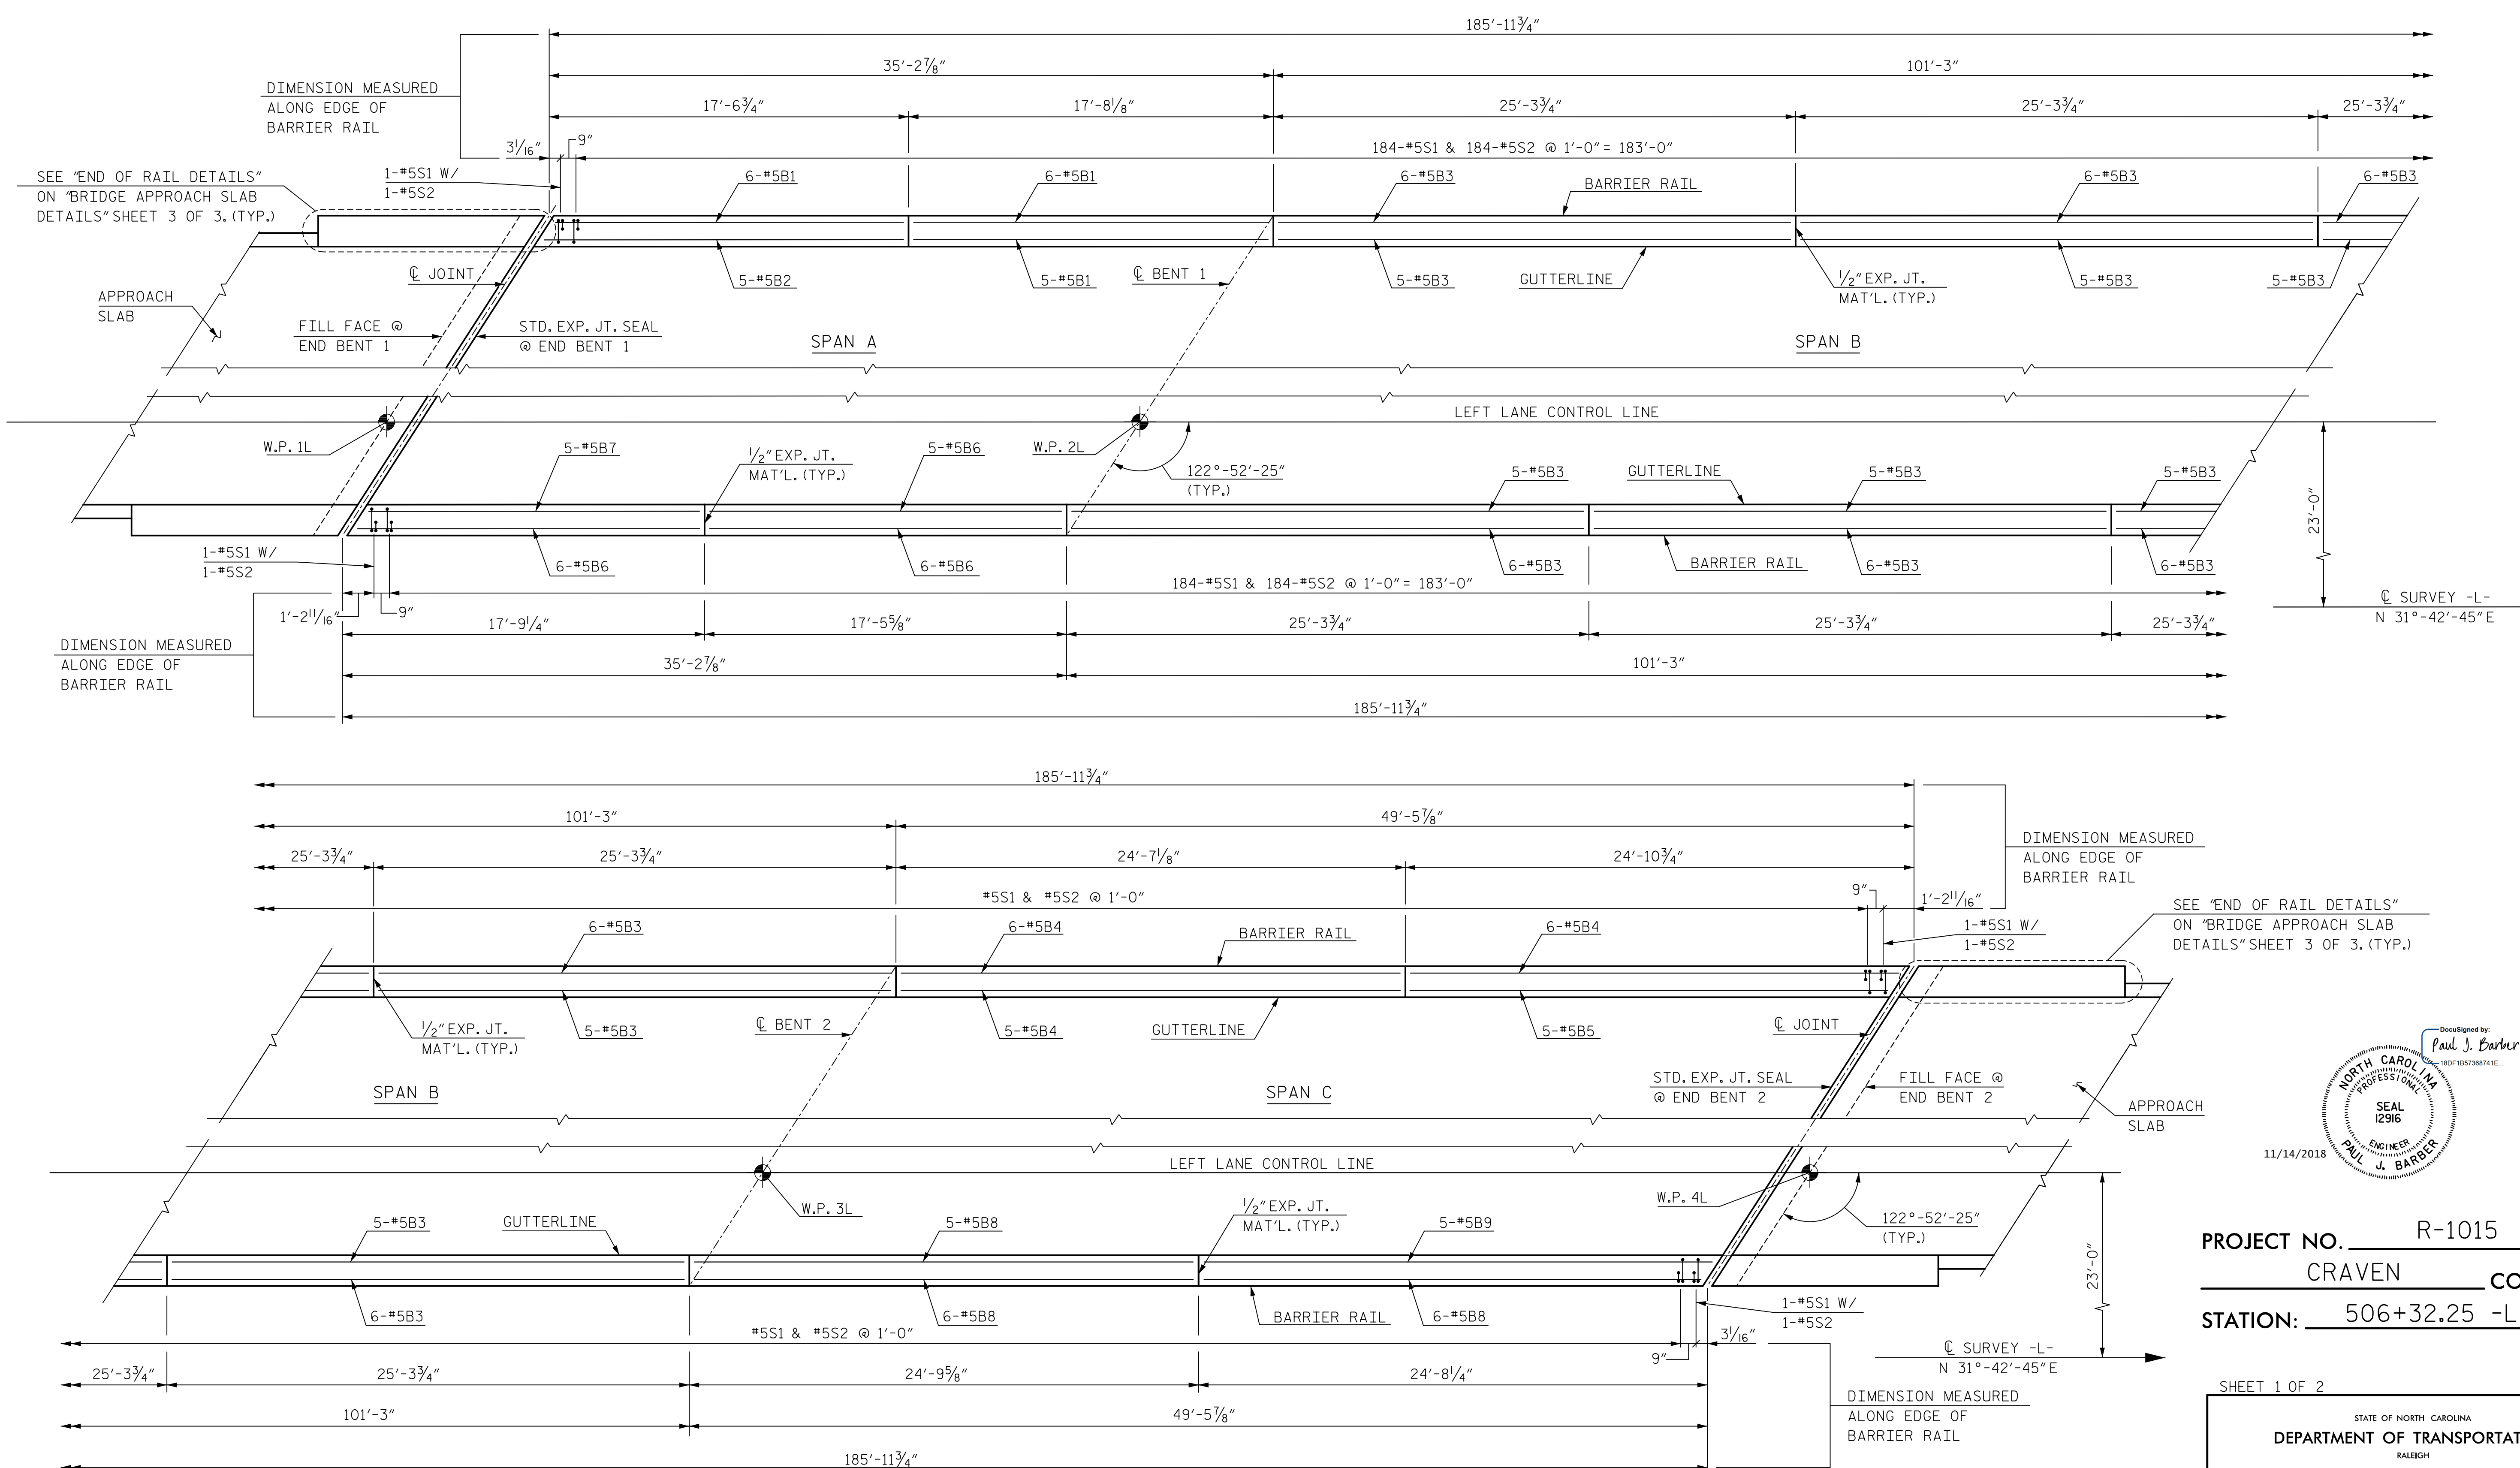 185'-11¾"
35'-2⅞"
101'-3"
DIMENSION MEASURED
ALONG EDGE OF
BARRIER RAIL
17'-6¾"
17'-8⅛"
25'-3¾"
25'-3¾"
25'-3¾"
3 1/16"
9"
184-#5S1 & 184-#5S2 @ 1'-0" = 183'-0"
SEE "END OF RAIL DETAILS"
ON "BRIDGE APPROACH SLAB
DETAILS" SHEET 3 OF 3. (TYP.)
1-#5S1 W/
1-#5S2
6-#5B1
6-#5B1
6-#5B3
BARRIER RAIL
6-#5B3
6-#5B3
℄ JOINT
5-#5B2
5-#5B1
℄ BENT 1
5-#5B3
GUTTERLINE
½" EXP. JT.
MAT'L. (TYP.)
5-#5B3
5-#5B3
APPROACH
SLAB
FILL FACE @
END BENT 1
STD. EXP. JT. SEAL
@ END BENT 1
SPAN A
SPAN B
LEFT LANE CONTROL LINE
W.P. 1L
5-#5B7
½" EXP. JT.
MAT'L. (TYP.)
5-#5B6
W.P. 2L
122°-52'-25"
(TYP.)
5-#5B3
GUTTERLINE
5-#5B3
5-#5B3
23'-0"
1-#5S1 W/
1-#5S2
6-#5B6
6-#5B6
6-#5B3
BARRIER RAIL
6-#5B3
6-#5B3
184-#5S1 & 184-#5S2 @ 1'-0" = 183'-0"
1'-2 11/16"
9"
℄ SURVEY -L-
N 31°-42'-45" E
DIMENSION MEASURED
ALONG EDGE OF
BARRIER RAIL
17'-9¼"
17'-5⅝"
25'-3¾"
25'-3¾"
25'-3¾"
35'-2⅞"
101'-3"
185'-11¾"
185'-11¾"
101'-3"
49'-5⅞"
DIMENSION MEASURED
ALONG EDGE OF
BARRIER RAIL
25'-3¾"
25'-3¾"
24'-7⅛"
24'-10¾"
#5S1 & #5S2 @ 1'-0"
9"
1'-2 11/16"
SEE "END OF RAIL DETAILS"
ON "BRIDGE APPROACH SLAB
DETAILS" SHEET 3 OF 3. (TYP.)
6-#5B3
6-#5B4
BARRIER RAIL
6-#5B4
1-#5S1 W/
1-#5S2
½" EXP. JT.
MAT'L. (TYP.)
5-#5B3
℄ BENT 2
5-#5B4
GUTTERLINE
5-#5B5
℄ JOINT
SPAN B
SPAN C
STD. EXP. JT. SEAL
@ END BENT 2
FILL FACE @
END BENT 2
APPROACH
SLAB
DocuSigned by:
Paul J. Barber
18DF1B57368741E...
NORTH CAROLINA
PROFESSIONAL
SEAL
12916
ENGINEER
PAUL J. BARBER
11/14/2018
LEFT LANE CONTROL LINE
W.P. 3L
W.P. 4L
5-#5B3
GUTTERLINE
5-#5B8
½" EXP. JT.
MAT'L. (TYP.)
5-#5B9
122°-52'-25"
(TYP.)
23'-0"
6-#5B3
6-#5B8
BARRIER RAIL
6-#5B8
1-#5S1 W/
1-#5S2
#5S1 & #5S2 @ 1'-0"
3 1/16"
9"
℄ SURVEY -L-
N 31°-42'-45" E
25'-3¾"
25'-3¾"
24'-9⅝"
24'-8¼"
DIMENSION MEASURED
ALONG EDGE OF
BARRIER RAIL
101'-3"
49'-5⅞"
185'-11¾"
PROJECT NO. R-1015
CRAVEN CO
STATION: 506+32.25 -L
SHEET 1 OF 2
STATE OF NORTH CAROLINA
DEPARTMENT OF TRANSPORTAT
RALEIGH